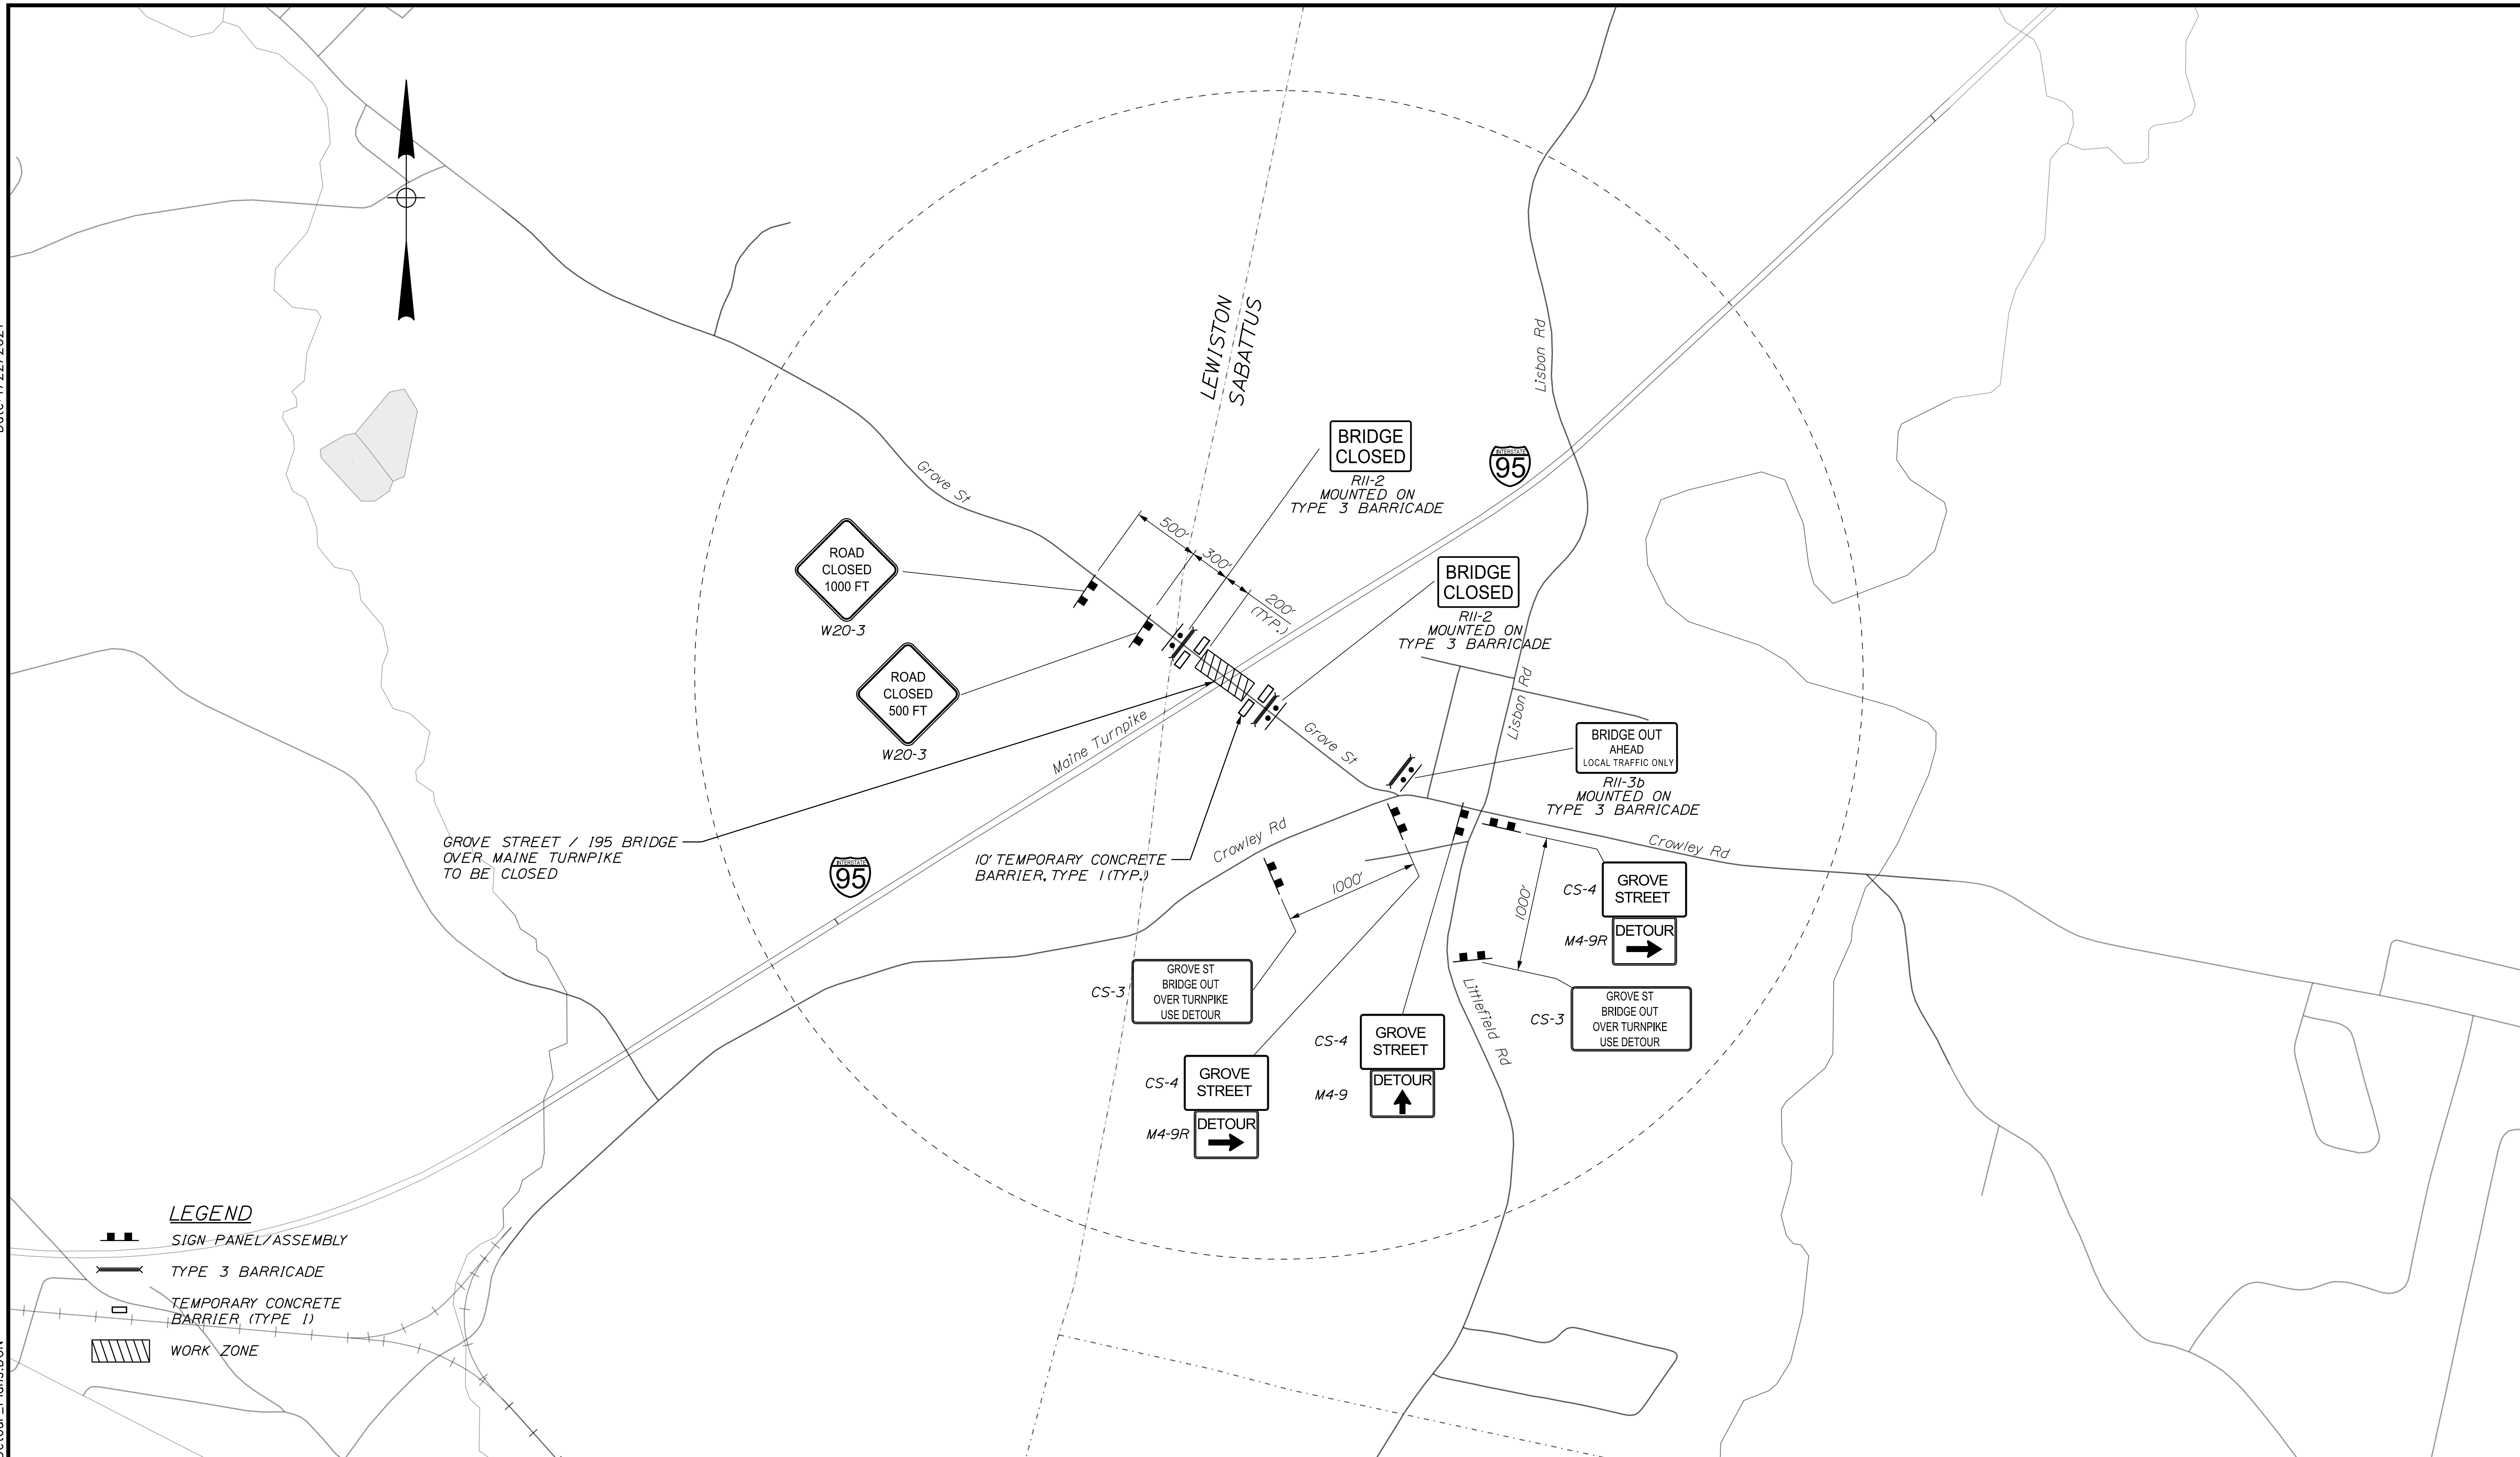 LEWISTON
SABATTUS
Lisbon Rd
BRIDGE
CLOSED
R11-2
MOUNTED ON
TYPE 3 BARRICADE
INTERSTATE
95
Grove St
500'
300'
200'
(TYP.)
ROAD
CLOSED
1000 FT
W20-3
BRIDGE
CLOSED
R11-2
MOUNTED ON
TYPE 3 BARRICADE
ROAD
CLOSED
500 FT
W20-3
Maine Turnpike
Grove St
Lisbon Rd
BRIDGE OUT
AHEAD
LOCAL TRAFFIC ONLY
R11-3b
MOUNTED ON
TYPE 3 BARRICADE
GROVE STREET / I95 BRIDGE
OVER MAINE TURNPIKE
TO BE CLOSED
INTERSTATE
95
10' TEMPORARY CONCRETE
BARRIER, TYPE I (TYP.)
Crowley Rd
1000'
Crowley Rd
1000'
CS-4
GROVE
STREET
M4-9R
DETOUR
CS-3
GROVE ST
BRIDGE OUT
OVER TURNPIKE
USE DETOUR
Littlefield Rd
CS-3
GROVE ST
BRIDGE OUT
OVER TURNPIKE
USE DETOUR
CS-4
GROVE
STREET
M4-9
DETOUR
CS-4
GROVE
STREET
M4-9R
DETOUR
LEGEND
SIGN PANEL/ASSEMBLY
TYPE 3 BARRICADE
TEMPORARY CONCRETE
BARRIER (TYPE I)
WORK ZONE